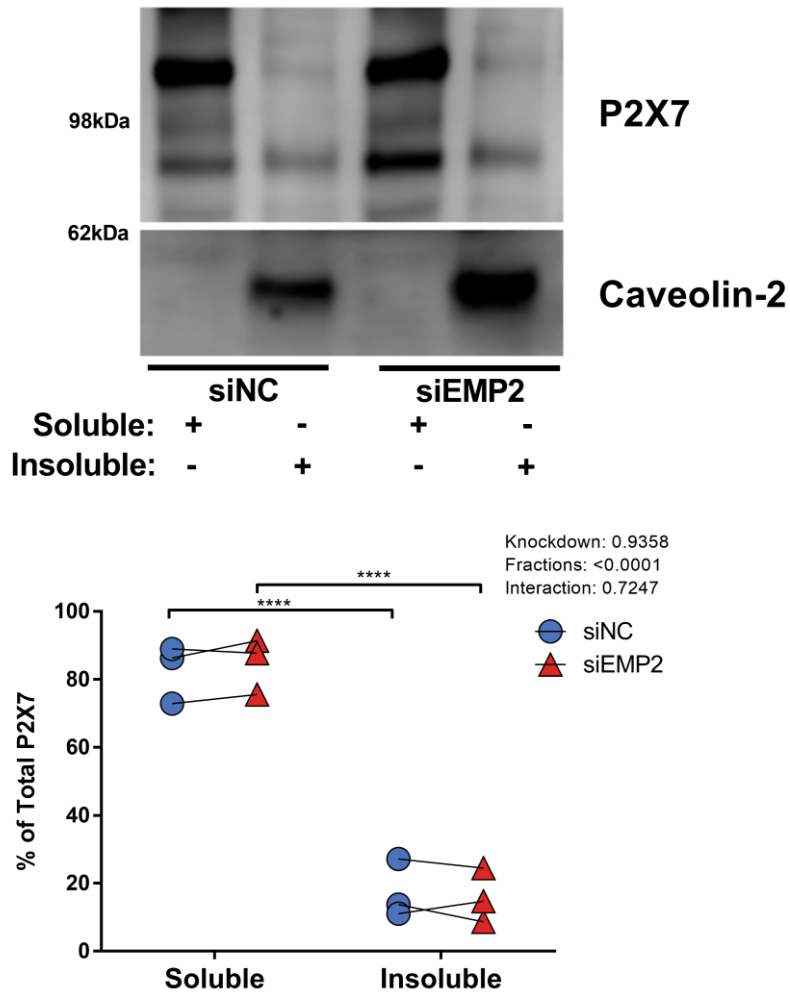 98kDa
P2X7
62kDa
Caveolin-2
siNC siEMP2
Soluble: + - + -
Insoluble: - + - +
Knockdown: 0.9358
Fractions: <0.0001
Interaction: 0.7247
****
****
siNC
siEMP2
% of Total P2X7
100
80
60
40
20
0
Soluble Insoluble